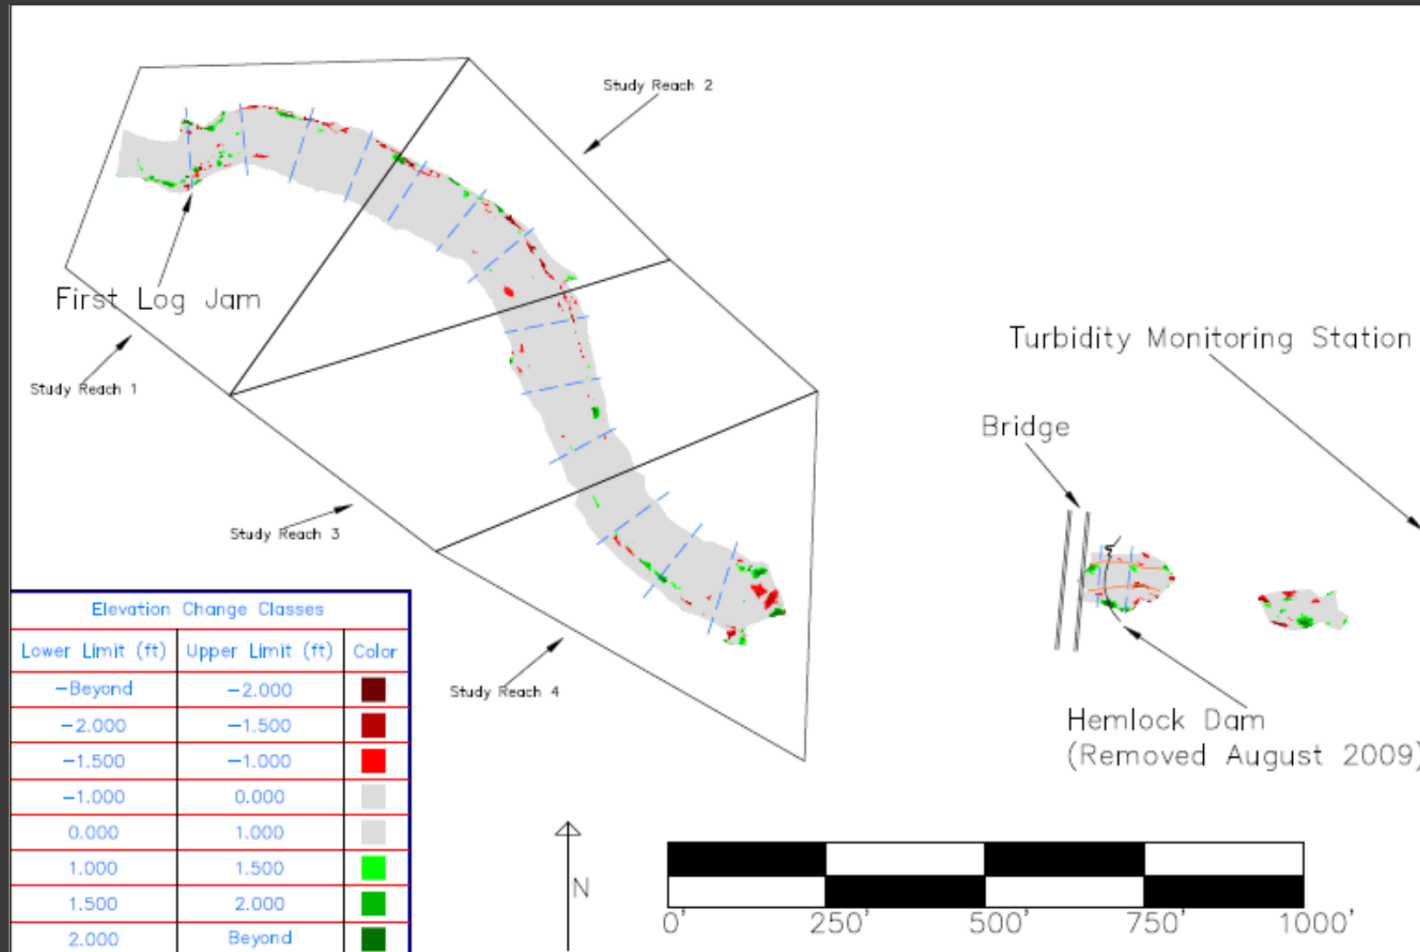 Study Reach 2
First Log Jam
Study Reach 1
Turbidity Monitoring Station
Bridge
Study Reach 3
Study Reach 4
Hemlock Dam
(Removed August 2009)
Elevation Change Classes
Lower Limit (ft) Upper Limit (ft) Color
-Beyond -2.000
-2.000 -1.500
-1.500 -1.000
-1.000 0.000
0.000 1.000
1.000 1.500
1.500 2.000
2.000 Beyond
N
0' 250' 500' 750' 1000'